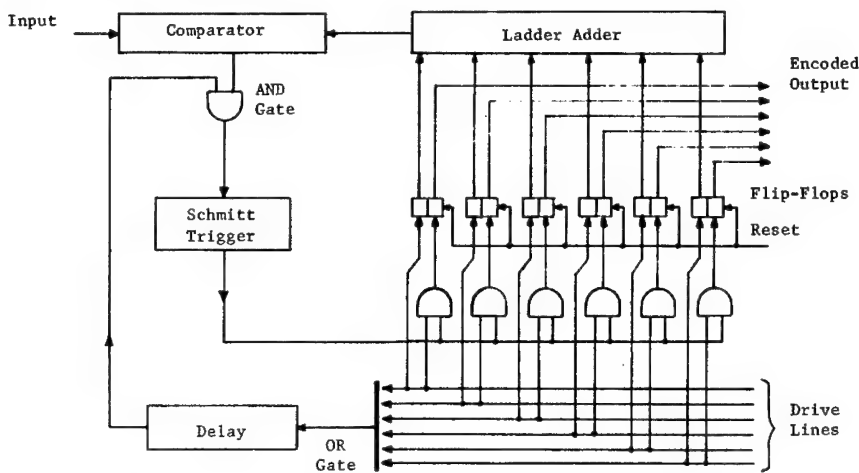 Input
Comparator
Ladder Adder
Encoded
Output
AND
Gate
Schmitt
Trigger
Flip-Flops
Reset
Delay
OR
Gate
Drive
Lines